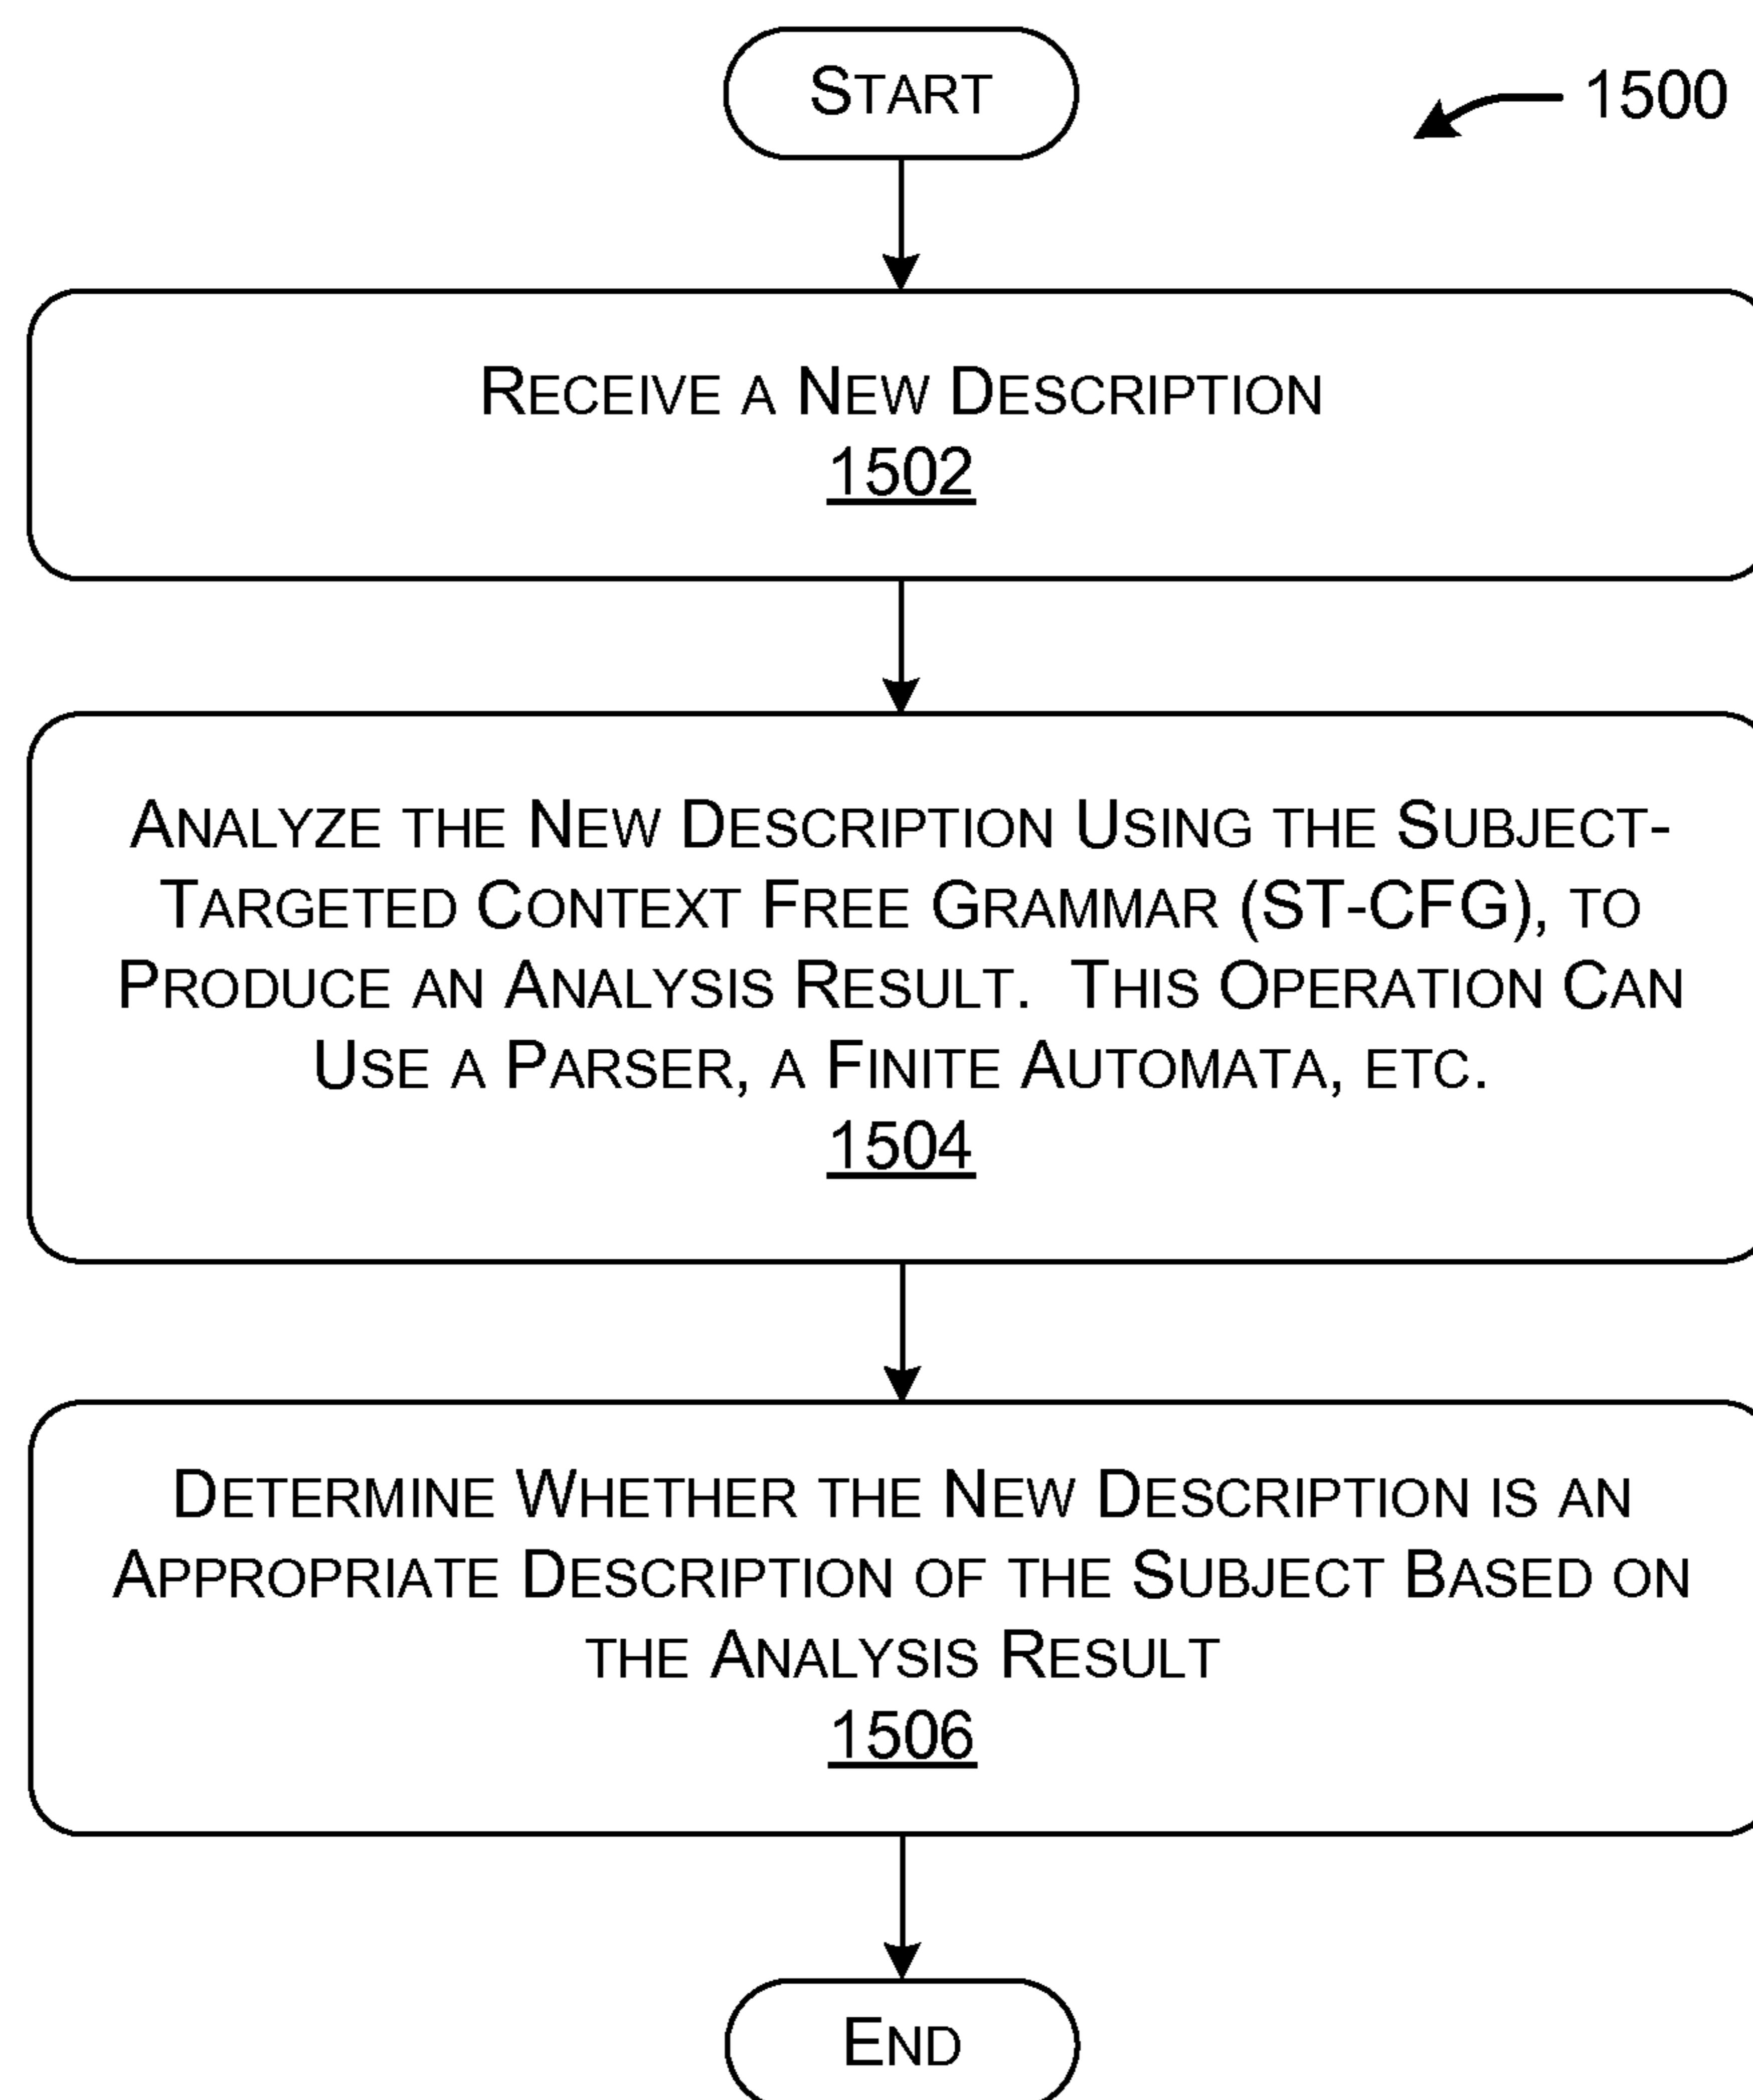 START
1500
RECEIVE A NEW DESCRIPTION
1502
ANALYZE THE NEW DESCRIPTION USING THE SUBJECT-
TARGETED CONTEXT FREE GRAMMAR (ST-CFG), TO
PRODUCE AN ANALYSIS RESULT.  THIS OPERATION CAN
USE A PARSER, A FINITE AUTOMATA, ETC.
1504
DETERMINE WHETHER THE NEW DESCRIPTION IS AN
APPROPRIATE DESCRIPTION OF THE SUBJECT BASED ON
THE ANALYSIS RESULT
1506
END